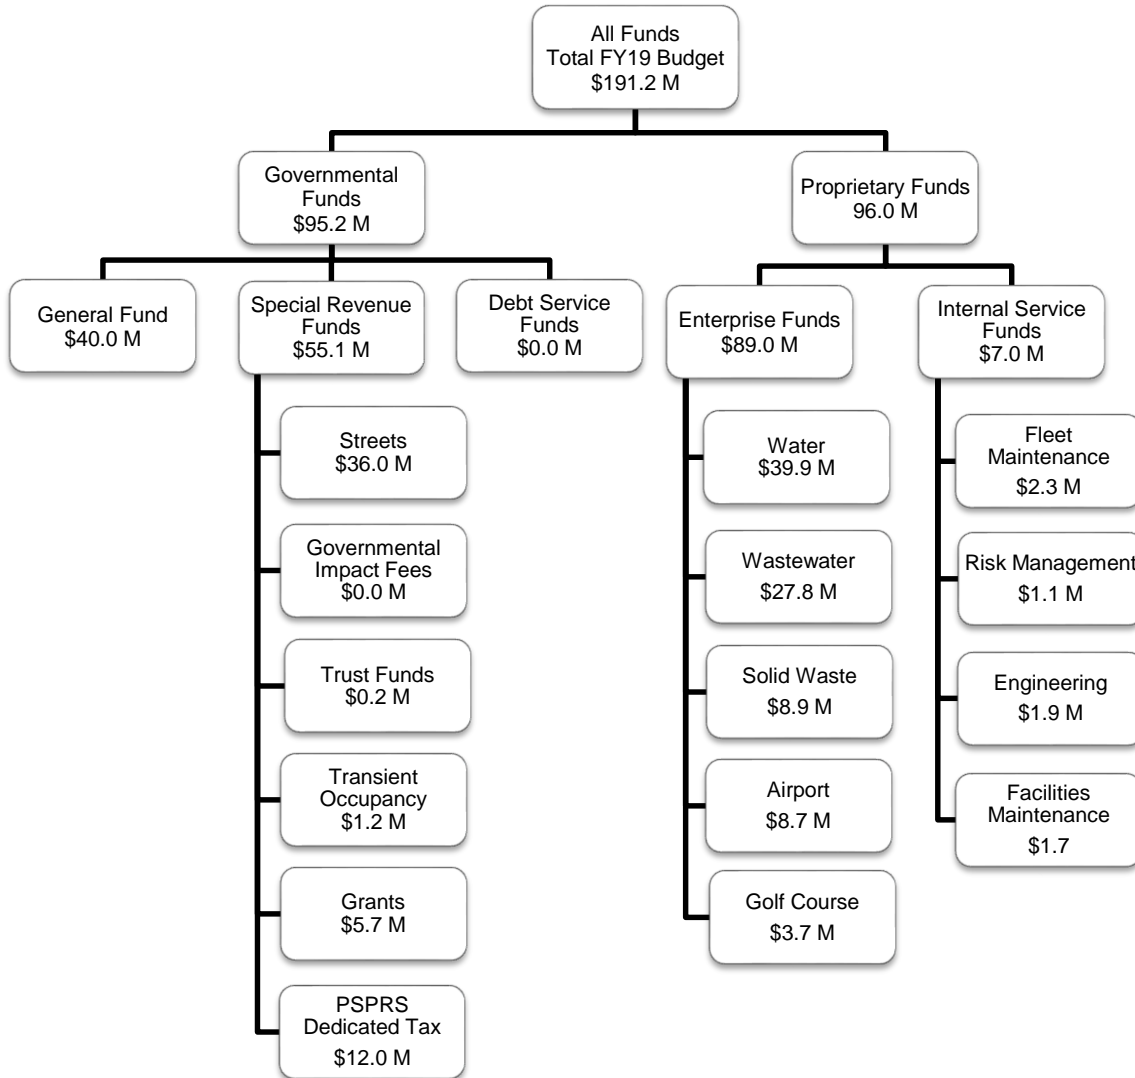 All Funds
Total FY19 Budget
$191.2 M
Governmental
Funds
$95.2 M
Proprietary Funds
96.0 M
General Fund
$40.0 M
Special Revenue
Funds
$55.1 M
Debt Service
Funds
$0.0 M
Enterprise Funds
$89.0 M
Internal Service
Funds
$7.0 M
Streets
$36.0 M
Governmental
Impact Fees
$0.0 M
Trust Funds
$0.2 M
Transient
Occupancy
$1.2 M
Grants
$5.7 M
PSPRS
Dedicated Tax
$12.0 M
Water
$39.9 M
Wastewater
$27.8 M
Solid Waste
$8.9 M
Airport
$8.7 M
Golf Course
$3.7 M
Fleet
Maintenance
$2.3 M
Risk Management
$1.1 M
Engineering
$1.9 M
Facilities
Maintenance
$1.7